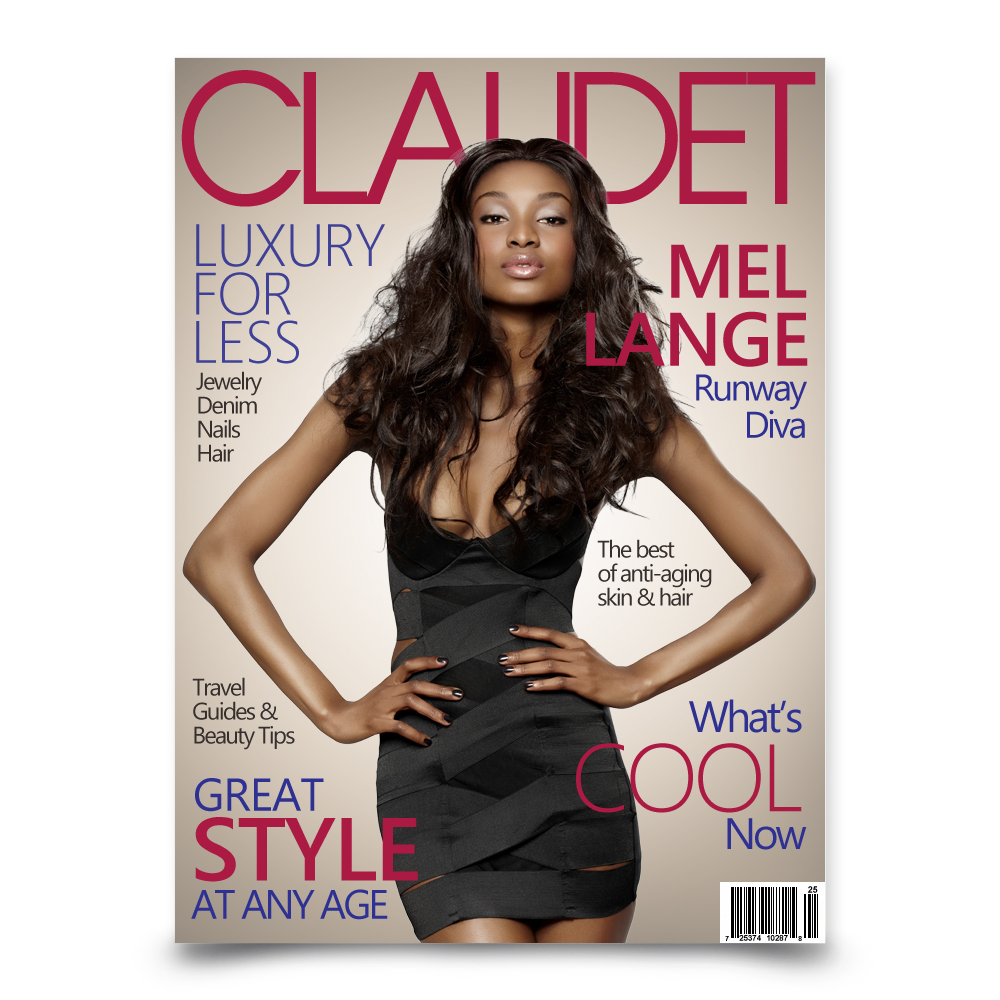 CLAUDET
LUXURY
FOR
LESS
Jewelry
Denim
Nails
Hair
MEL
LANGE
Runway
Diva
The best
of anti-aging
skin & hair
Travel
Guides &
Beauty Tips
GREAT
STYLE
AT ANY AGE
What's
COOL
Now
25
7 25374 10287 8